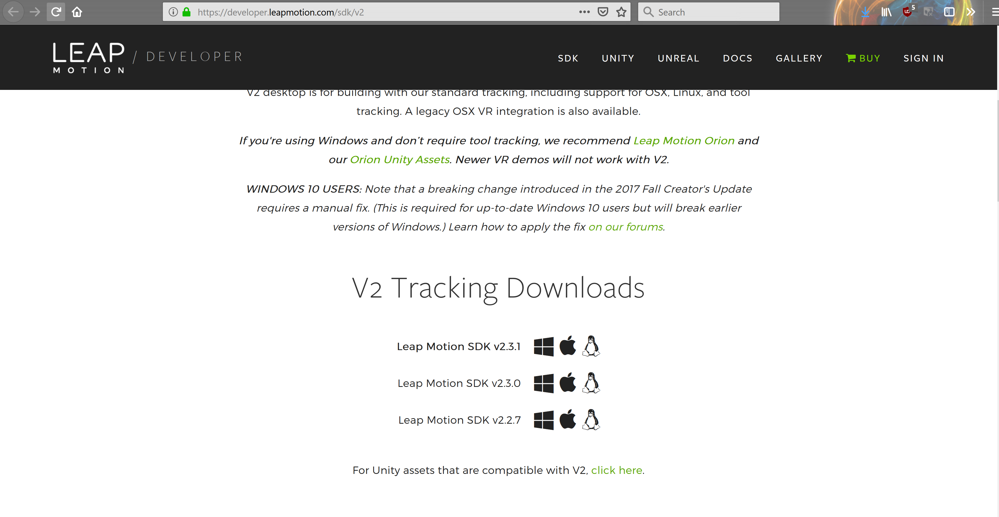 https://developer.leapmotion.com/sdk/v2
Search
5
LEAP
MOTION
/ DEVELOPER
SDK
UNITY
UNREAL
DOCS
GALLERY
BUY
SIGN IN
V2 desktop is for building with our standard tracking, including support for OSX, Linux, and tool
tracking. A legacy OSX VR integration is also available.
If you're using Windows and don’t require tool tracking, we recommend Leap Motion Orion and
our Orion Unity Assets. Newer VR demos will not work with V2.
WINDOWS 10 USERS: Note that a breaking change introduced in the 2017 Fall Creator's Update
requires a manual fix. (This is required for up-to-date Windows 10 users but will break earlier
versions of Windows.) Learn how to apply the fix on our forums.
V2 Tracking Downloads
Leap Motion SDK v2.3.1
Leap Motion SDK v2.3.0
Leap Motion SDK v2.2.7
For Unity assets that are compatible with V2, click here.